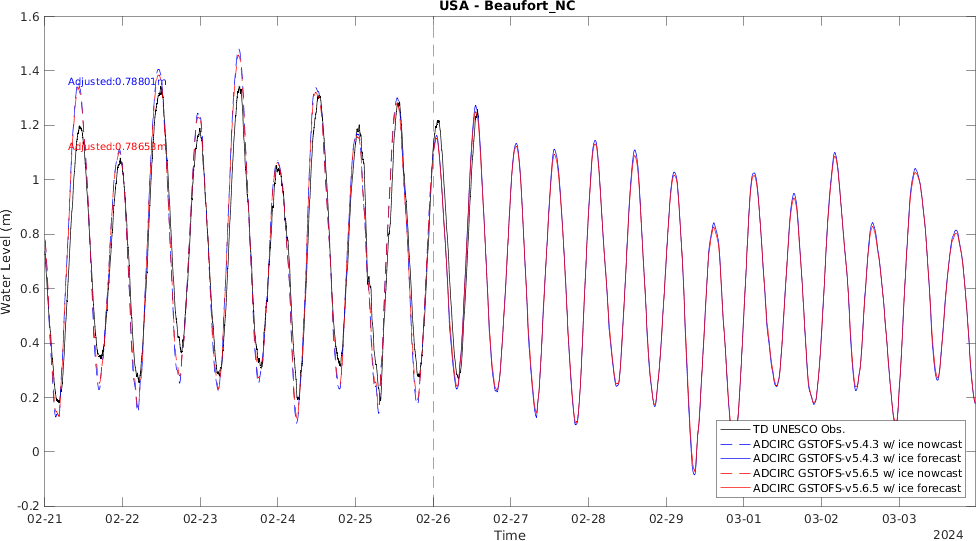 USA - Beaufort_NC
1.6
1.4
1.2
1
0.8
0.6
0.4
0.2
0
-0.2
Water Level (m)
Adjusted:0.78801m
Adjusted:0.78653m
TD UNESCO Obs.
ADCIRC GSTOFS-v5.4.3 w/ ice nowcast
ADCIRC GSTOFS-v5.4.3 w/ ice forecast
ADCIRC GSTOFS-v5.6.5 w/ ice nowcast
ADCIRC GSTOFS-v5.6.5 w/ ice forecast
02-21 02-22 02-23 02-24 02-25 02-26 02-27 02-28 02-29 03-01 03-02 03-03
Time
2024